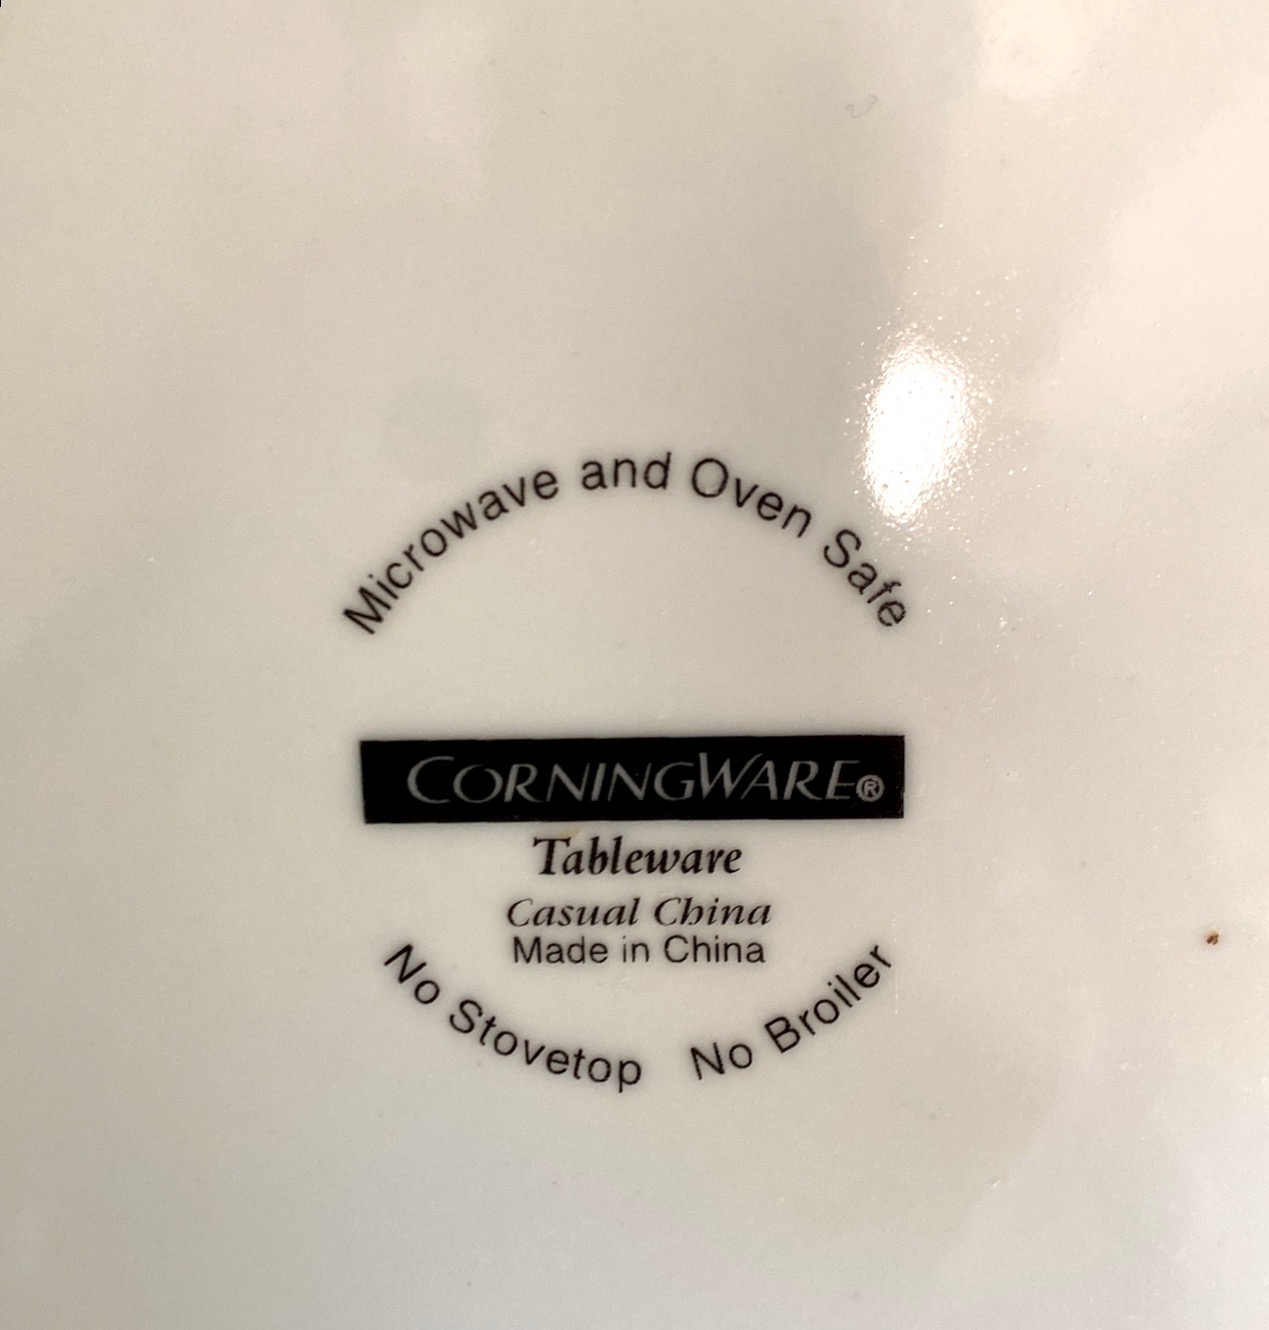 Microwave and Oven Safe
CORNINGWARE®
Tableware
Casual China
Made in China
No Stovetop No Broiler